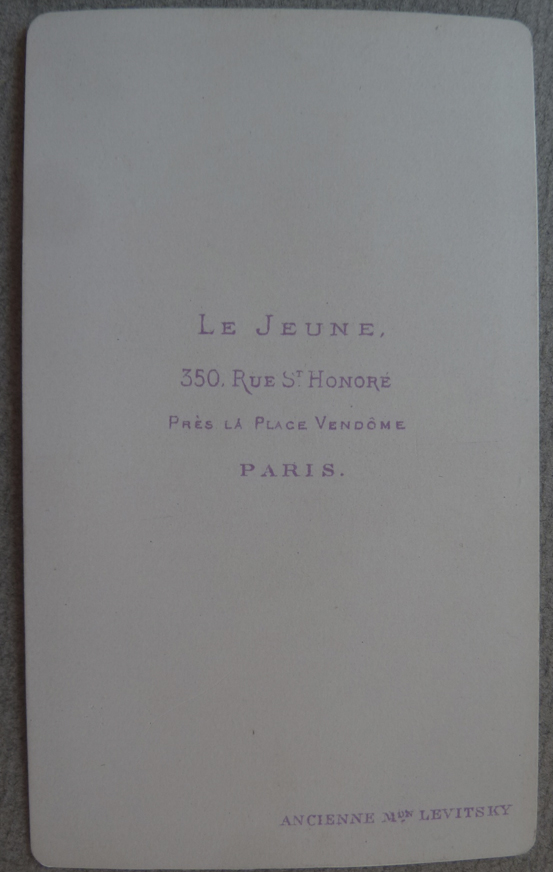 LE JEUNE,
350. RUE ST HONORÉ
PRÈS LA PLACE VENDÔME
PARIS.
ANCIENNE MON LEVITSKY